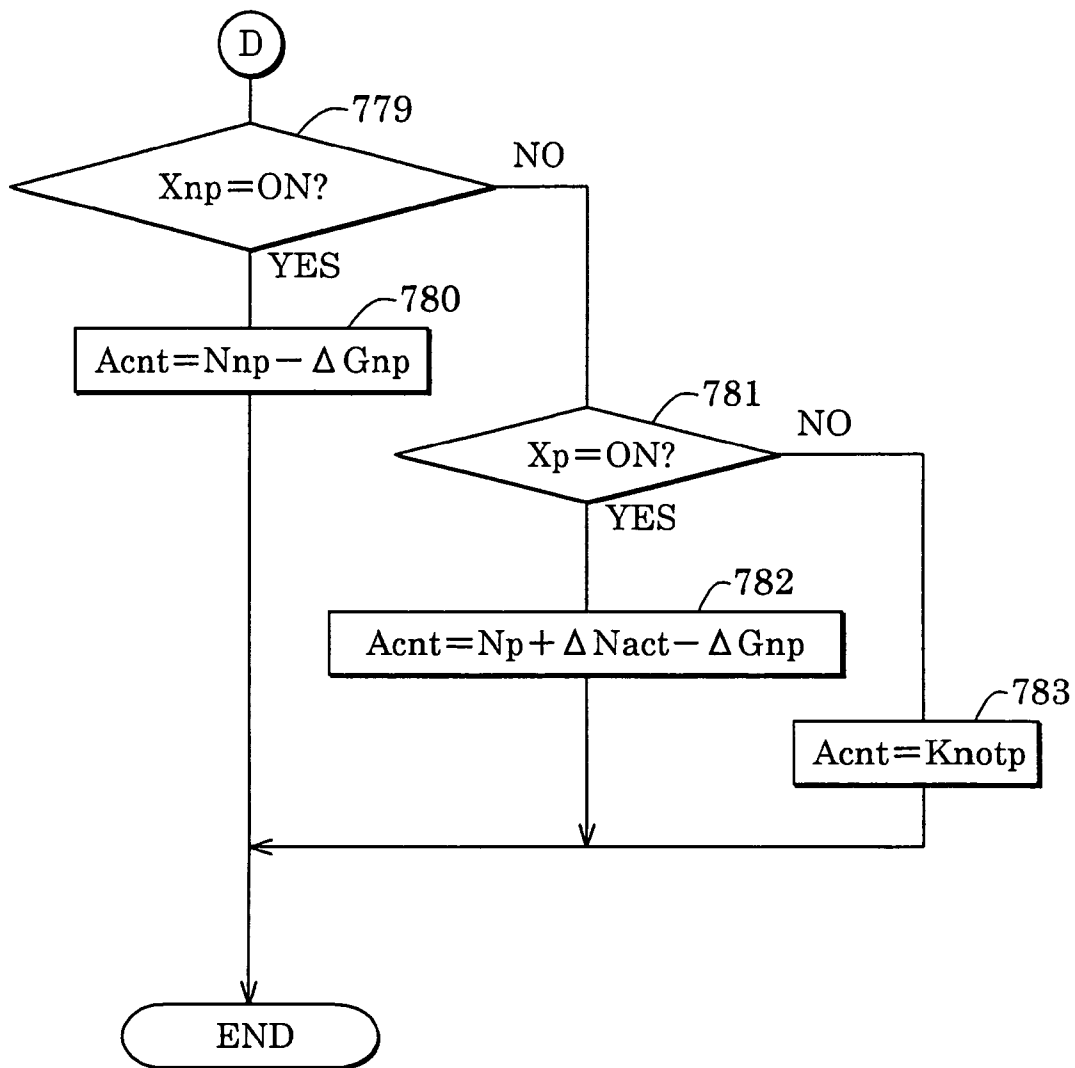 D
779
Xnp=ON?
NO
YES
780
Acnt=Nnp-ΔGnp
781
Xp=ON?
NO
YES
782
Acnt=Np+ΔNact-ΔGnp
783
Acnt=Knotp
END